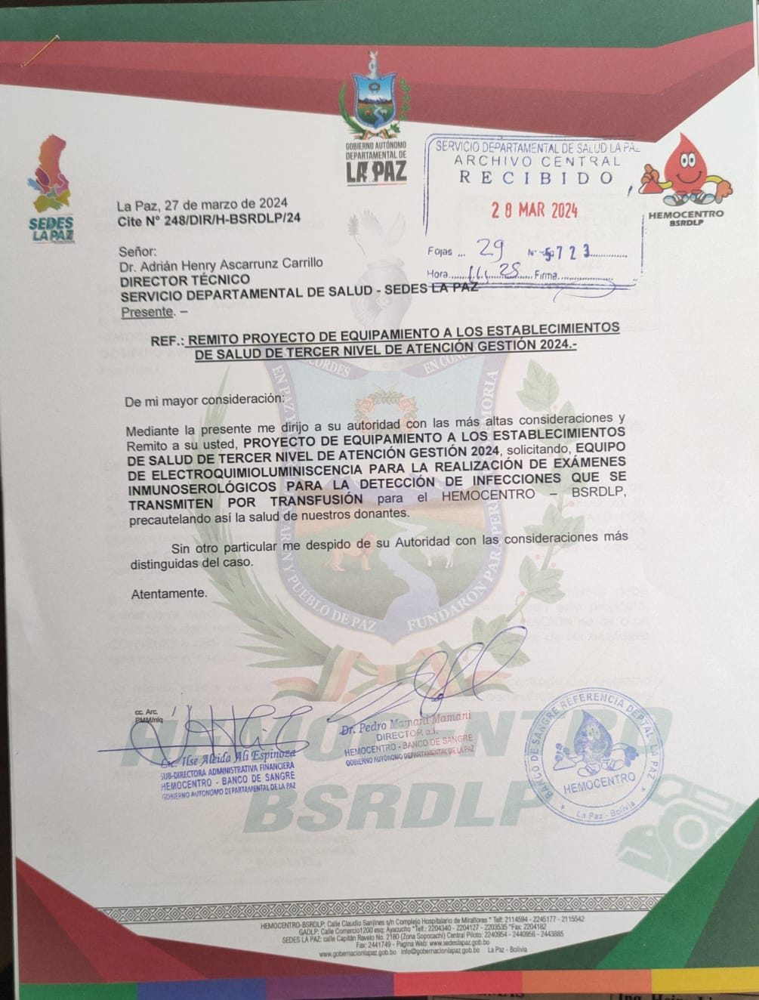 GOBIERNO AUTÓNOMO
DEPARTAMENTAL DE
LA PAZ
SERVICIO DEPARTAMENTAL DE SALUD LA PAZ
ARCHIVO CENTRAL
RECIBIDO
28 MAR 2024
Fojas ... 29 N° 5723
Hora 11:25 Firma
SEDES
LA PAZ
HEMOCENTRO
BSRDLP
La Paz, 27 de marzo de 2024
Cite N° 248/DIR/H-BSRDLP/24
Señor:
Dr. Adrián Henry Ascarrunz Carrillo
DIRECTOR TÉCNICO
SERVICIO DEPARTAMENTAL DE SALUD - SEDES LA PAZ
Presente. –
REF.: REMITO PROYECTO DE EQUIPAMIENTO A LOS ESTABLECIMIENTOS
DE SALUD DE TERCER NIVEL DE ATENCIÓN GESTIÓN 2024.-
De mi mayor consideración:
Mediante la presente me dirijo a su autoridad con las más altas consideraciones y
Remito a su usted, PROYECTO DE EQUIPAMIENTO A LOS ESTABLECIMIENTOS
DE SALUD DE TERCER NIVEL DE ATENCIÓN GESTIÓN 2024, solicitando, EQUIPO
DE ELECTROQUIMIOLUMINISCENCIA PARA LA REALIZACIÓN DE EXÁMENES
INMUNOSEROLÓGICOS PARA LA DETECCIÓN DE INFECCIONES QUE SE
TRANSMITEN POR TRANSFUSIÓN para el HEMOCENTRO – BSRDLP,
precautelando así la salud de nuestros donantes.
Sin otro particular me despido de su Autoridad con las consideraciones más
distinguidas del caso.
Atentamente.
cc. Arc.
PMM/nlq
Lic. Ilse Aleida Ali Espinoza
SUB-DIRECTORA ADMINISTRATIVA FINANCIERA
HEMOCENTRO - BANCO DE SANGRE
GOBIERNO AUTONOMO DEPARTAMENTAL DE LA PAZ
Dr. Pedro Mamani Mamani
DIRECTOR a.i.
HEMOCENTRO - BANCO DE SANGRE
GOBIERNO AUTÓNOMO DEPARTAMENTAL DE LA PAZ
BANCO DE SANGRE REFERENCIA DEPTAL. LA PAZ
HEMOCENTRO
La Paz - Bolivia
HEMOCENTRO
BSRDLP
HEMOCENTRO-BSRDLP: Calle Claudio Sanjines s/n Complejo Hospitalario de Miraflores * Telf: 2114594 - 2245177 - 2115542
GADLP: Calle Comercio1200 esq: Ayacucho *Telf.: 2204340 - 2204127 - 2203535 *Fax: 2204182
SEDES LA PAZ: calle Capitán Ravelo No. 2180 (Zona Sopocachi) Central Piloto: 2240954 - 2440956 - 2443885
Fax: 2441749 - Pagina Web: www.sedeslapaz.gob.bo
www.gobernacionlapaz.gob.bo info@gobernacionlapaz.gob.bo La Paz - Bolivia